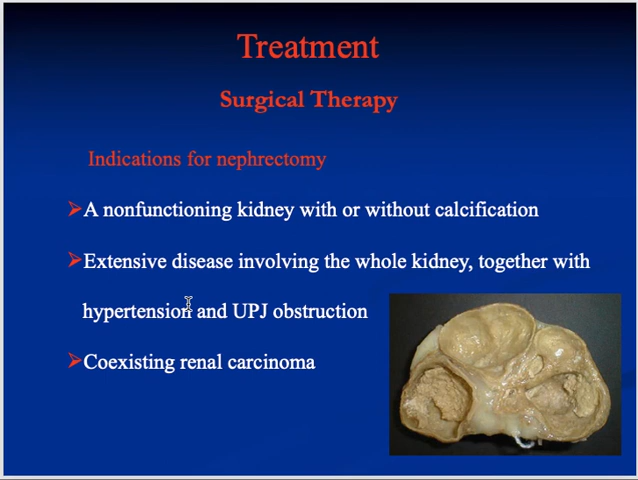 Treatment
Surgical Therapy
Indications for nephrectomy
A nonfunctioning kidney with or without calcification
Extensive disease involving the whole kidney, together with
hypertension and UPJ obstruction
Coexisting renal carcinoma